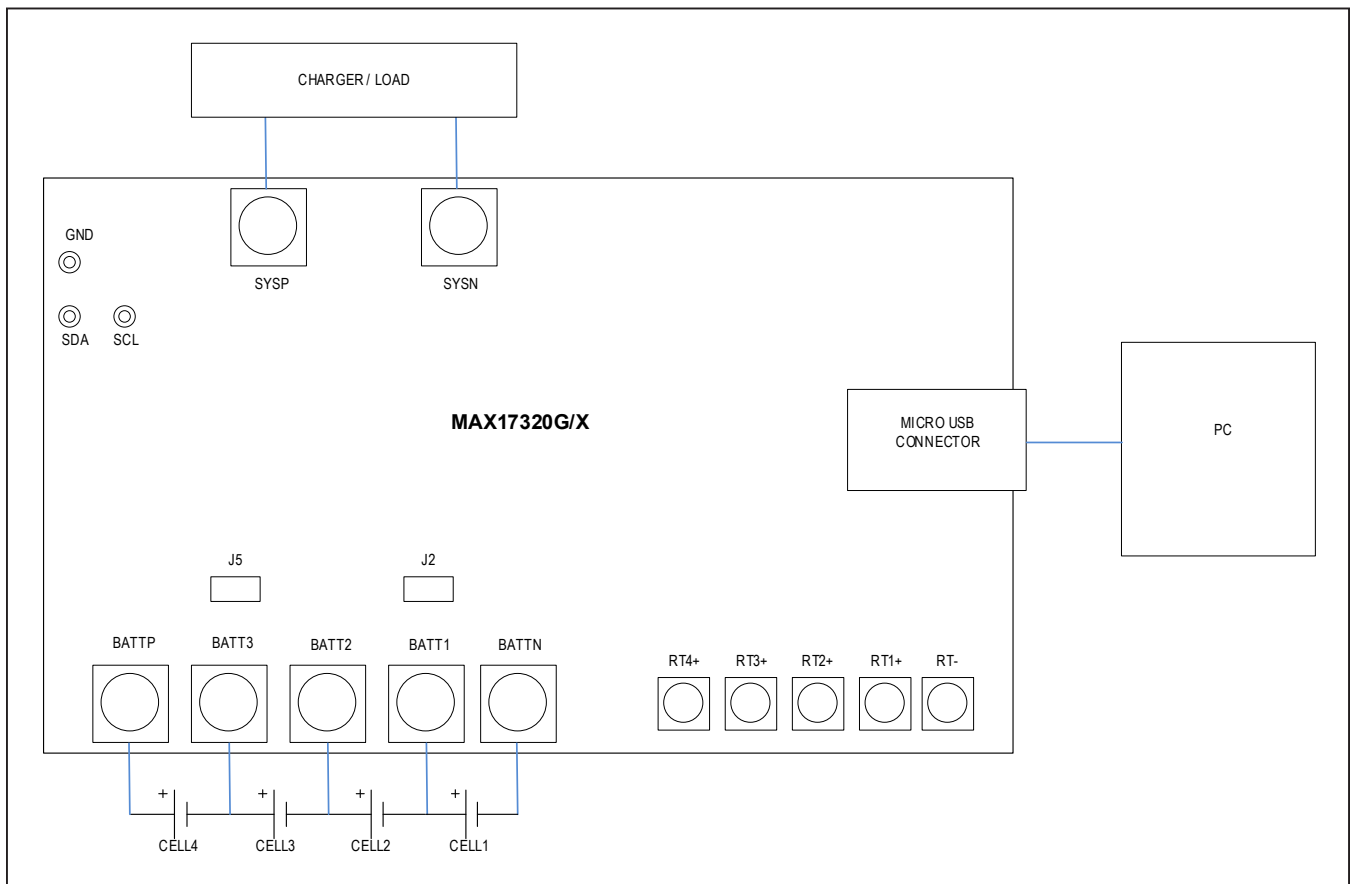 CHARGER / LOAD
GND
SYSP
SYSN
SDA
SCL
MAX17320G/X
MICRO USB
CONNECTOR
PC
J5
J2
BATTP
BATT3
BATT2
BATT1
BATTN
RT4+
RT3+
RT2+
RT1+
RT-
+
+
+
+
CELL4
CELL3
CELL2
CELL1